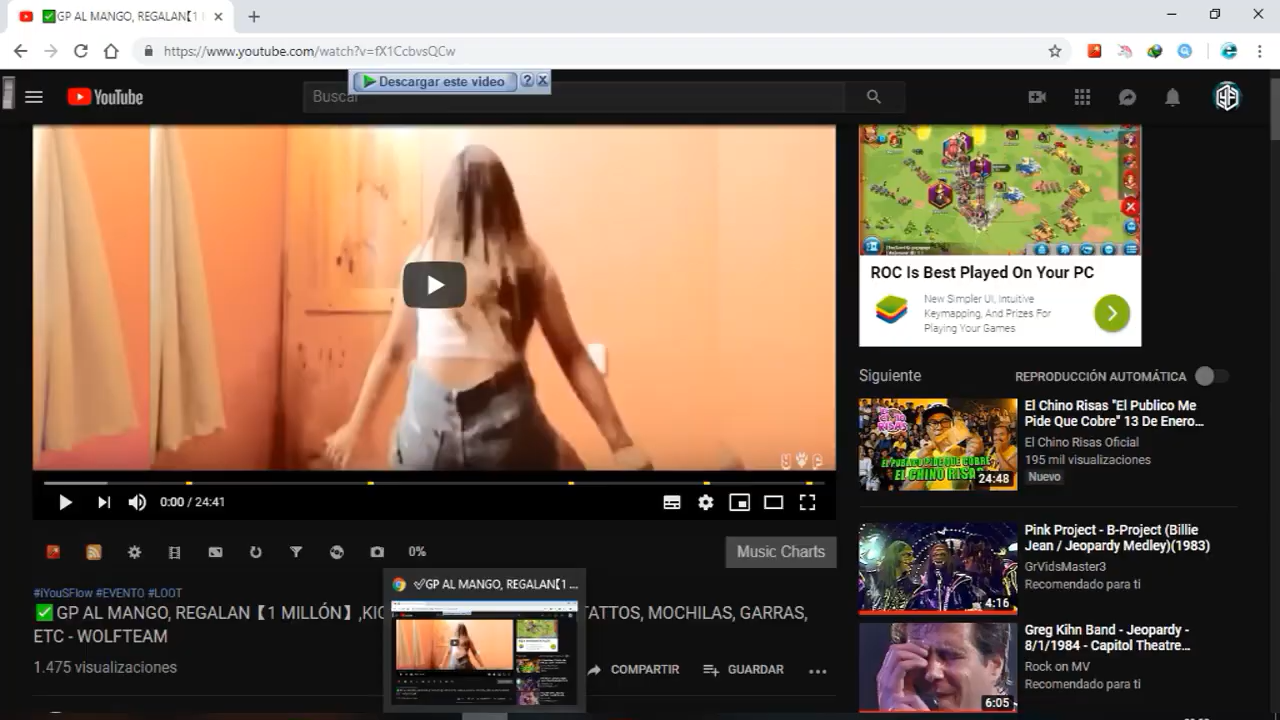 ✅GP AL MANGO, REGALAN【1
https://www.youtube.com/watch?v=fX1CcbvsQCw
Descargar este video
?
X
YouTube
Buscar
ROC Is Best Played On Your PC
New Simpler UI, Intuitive
Keymapping, And Prizes For
Playing Your Games
Siguiente
REPRODUCCIÓN AUTOMÁTICA
El Chino Risas "El Publico Me
Pide Que Cobre" 13 De Enero...
El Chino Risas Oficial
195 mil visualizaciones
Nuevo
24:48
0:00 / 24:41
Pink Project - B-Project (Billie
Jean / Jeopardy Medley)(1983)
GrVidsMaster3
Recomendado para ti
4:16
0%
Music Charts
✓GP AL MANGO, REGALAN【1 ...
#iYouSFlow #EVENTO #LOOT
✅GP AL MANGO, REGALAN【1 MILLÓN】 ATTOS, MOCHILAS, GARRAS,
ETC - WOLFTEAM
1.475 visualizaciones
COMPARTIR
GUARDAR
Greg Kihn Band - Jeopardy -
8/1/1984 - Capitol Theatre...
Rock on MV
Recomendado para ti
6:05